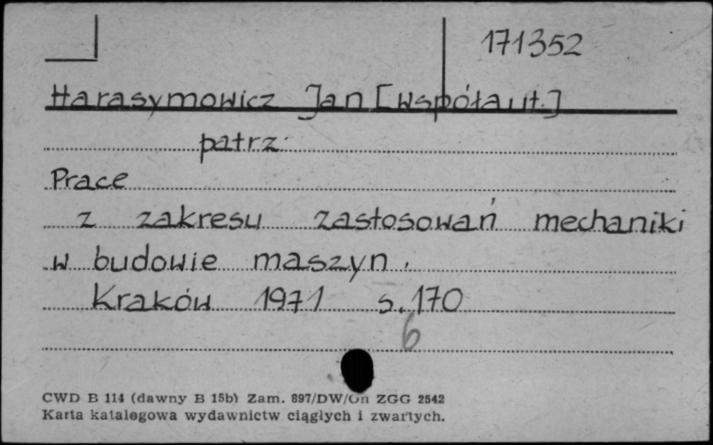 171352
Harasymowicz Jan [współaut.]
patrz:
Prace
z zakresu zastosowań mechaniki
w budowie maszyn.
Kraków 1971 s. 170
6
CWD B 114 (dawny B 15b) Zam. 897/DW/On ZGG 2542
Karta katalogowa wydawnictw ciągłych i zwartych.